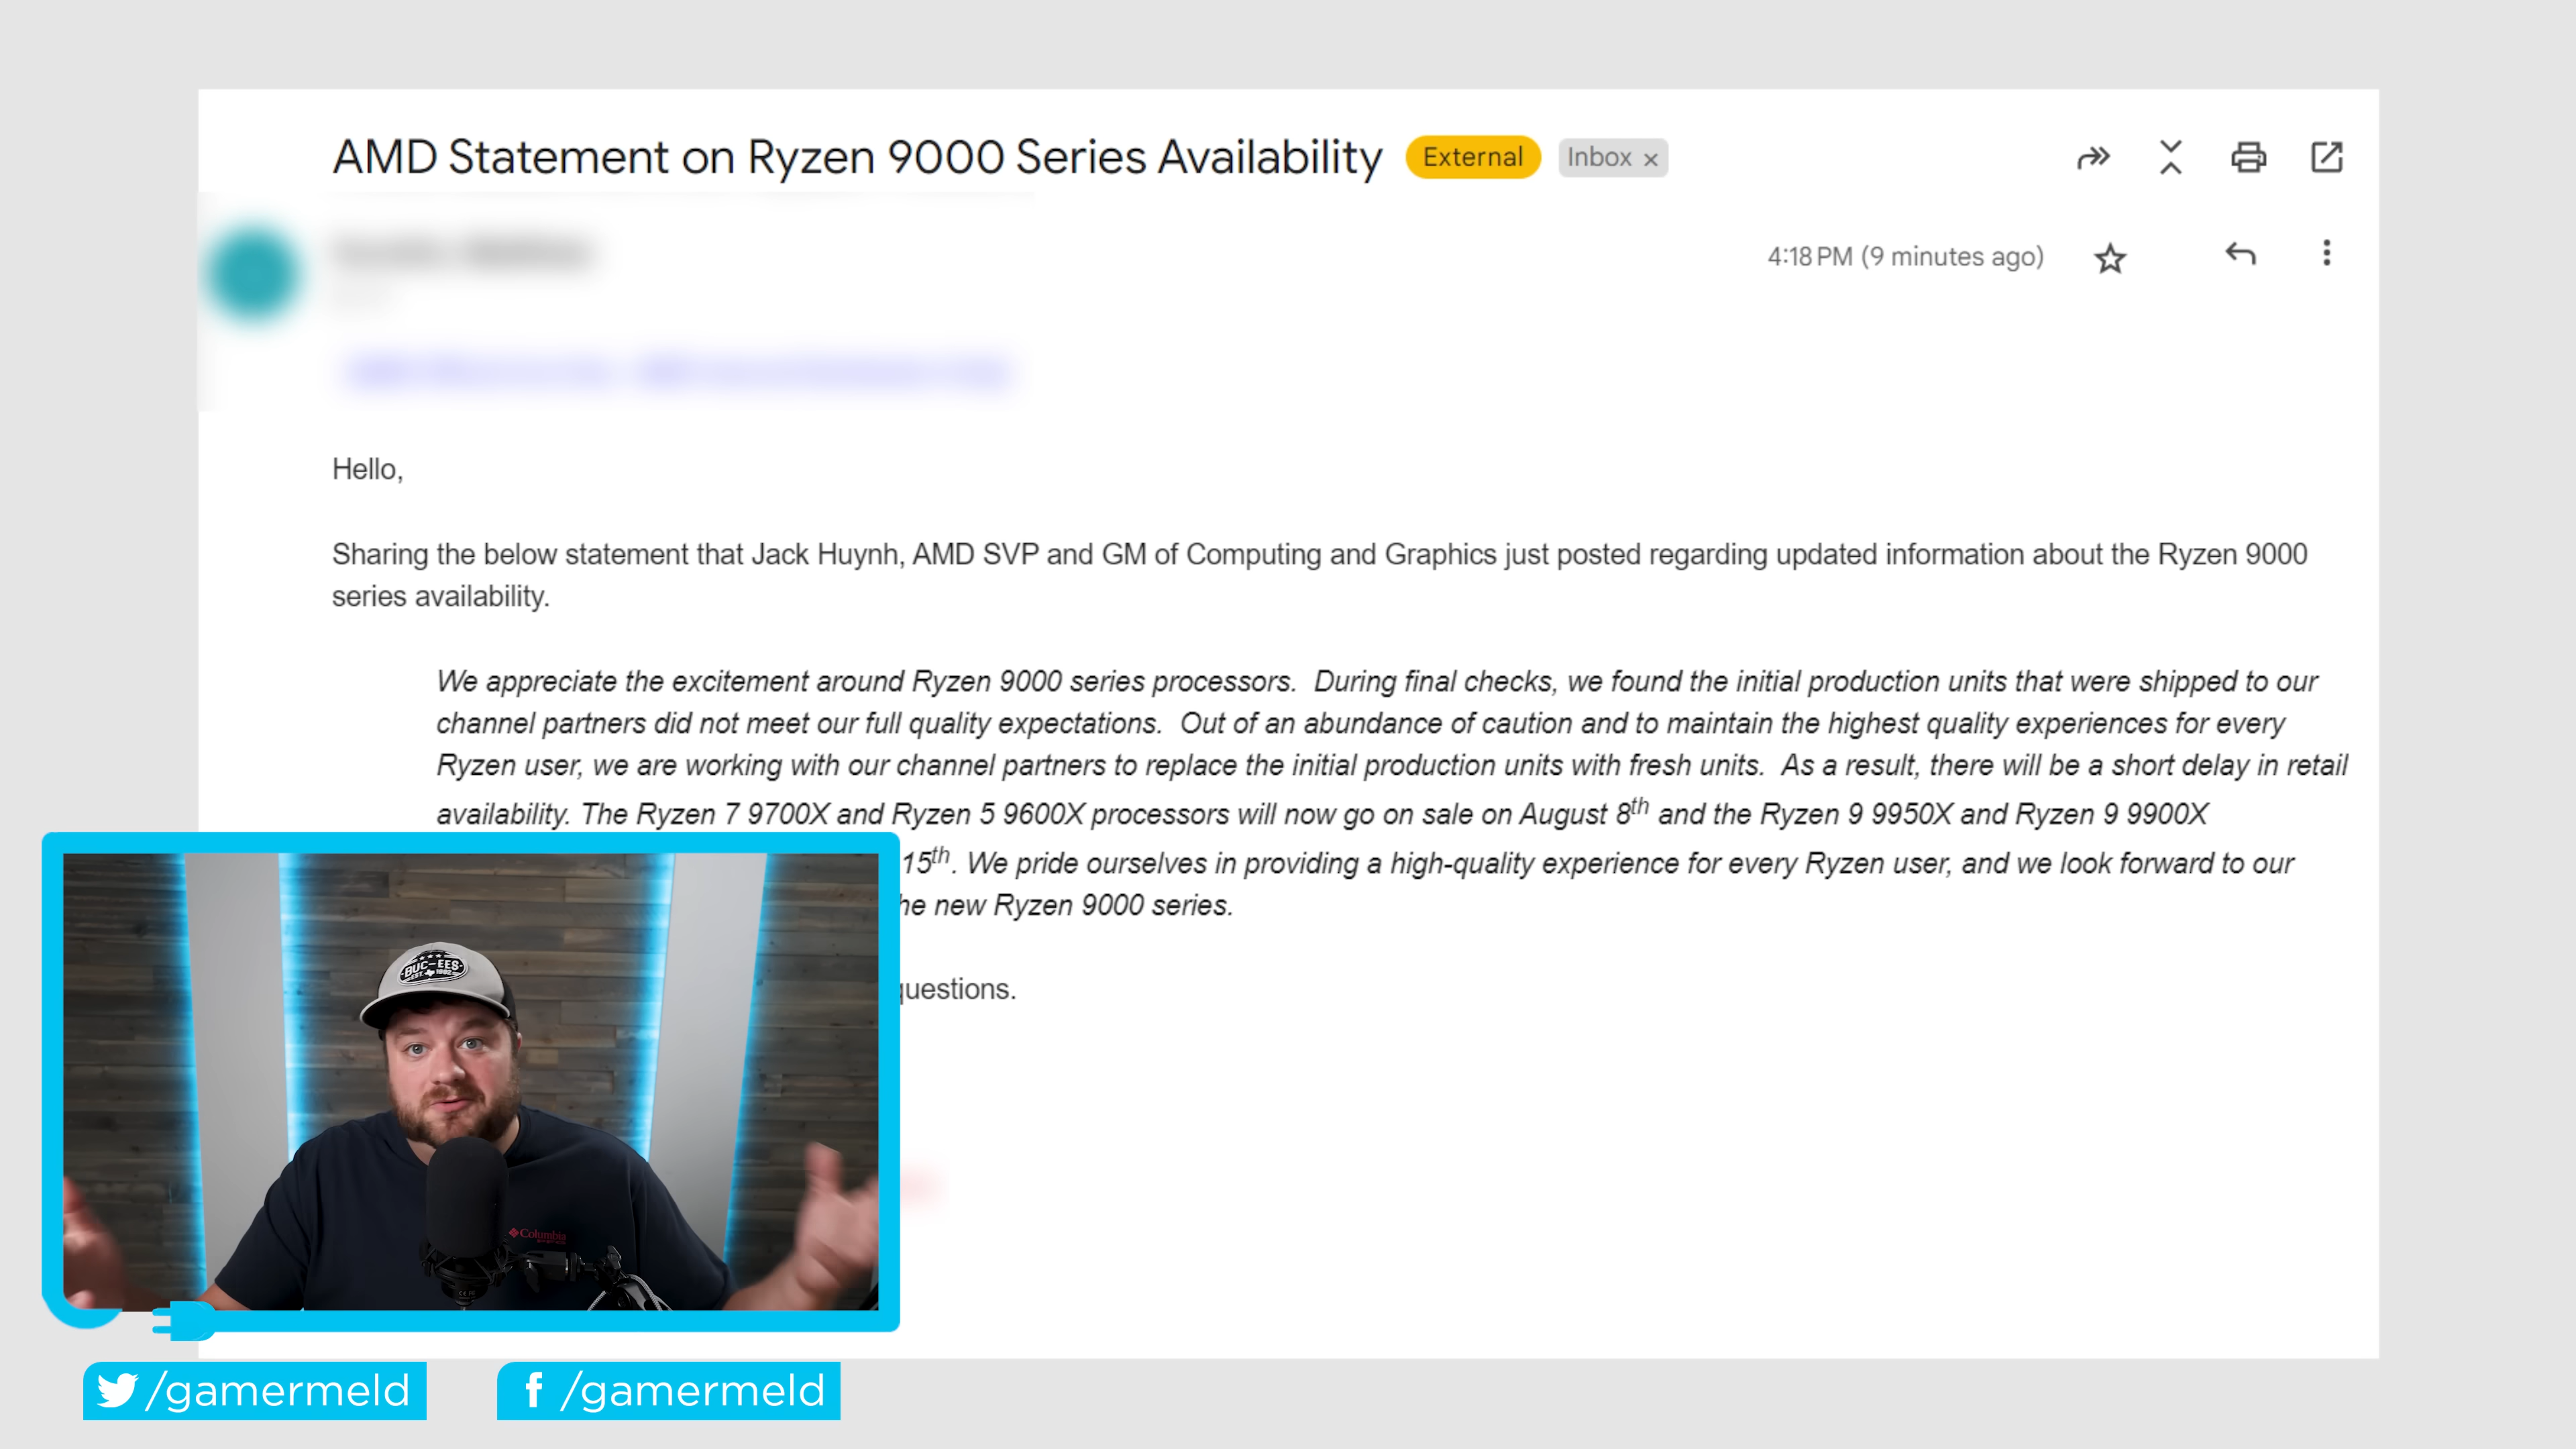 AMD Statement on Ryzen 9000 Series Availability External Inbox ×
4:18 PM (9 minutes ago)
Hello,
Sharing the below statement that Jack Huynh, AMD SVP and GM of Computing and Graphics just posted regarding updated information about the Ryzen 9000
series availability.
We appreciate the excitement around Ryzen 9000 series processors.  During final checks, we found the initial production units that were shipped to our
channel partners did not meet our full quality expectations.  Out of an abundance of caution and to maintain the highest quality experiences for every
Ryzen user, we are working with our channel partners to replace the initial production units with fresh units.  As a result, there will be a short delay in retail
availability. The Ryzen 7 9700X and Ryzen 5 9600X processors will now go on sale on August 8th and the Ryzen 9 9950X and Ryzen 9 9900X
15th. We pride ourselves in providing a high-quality experience for every Ryzen user, and we look forward to our
he new Ryzen 9000 series.
questions.
BUC-EES
Columbia
/gamermeld
/gamermeld